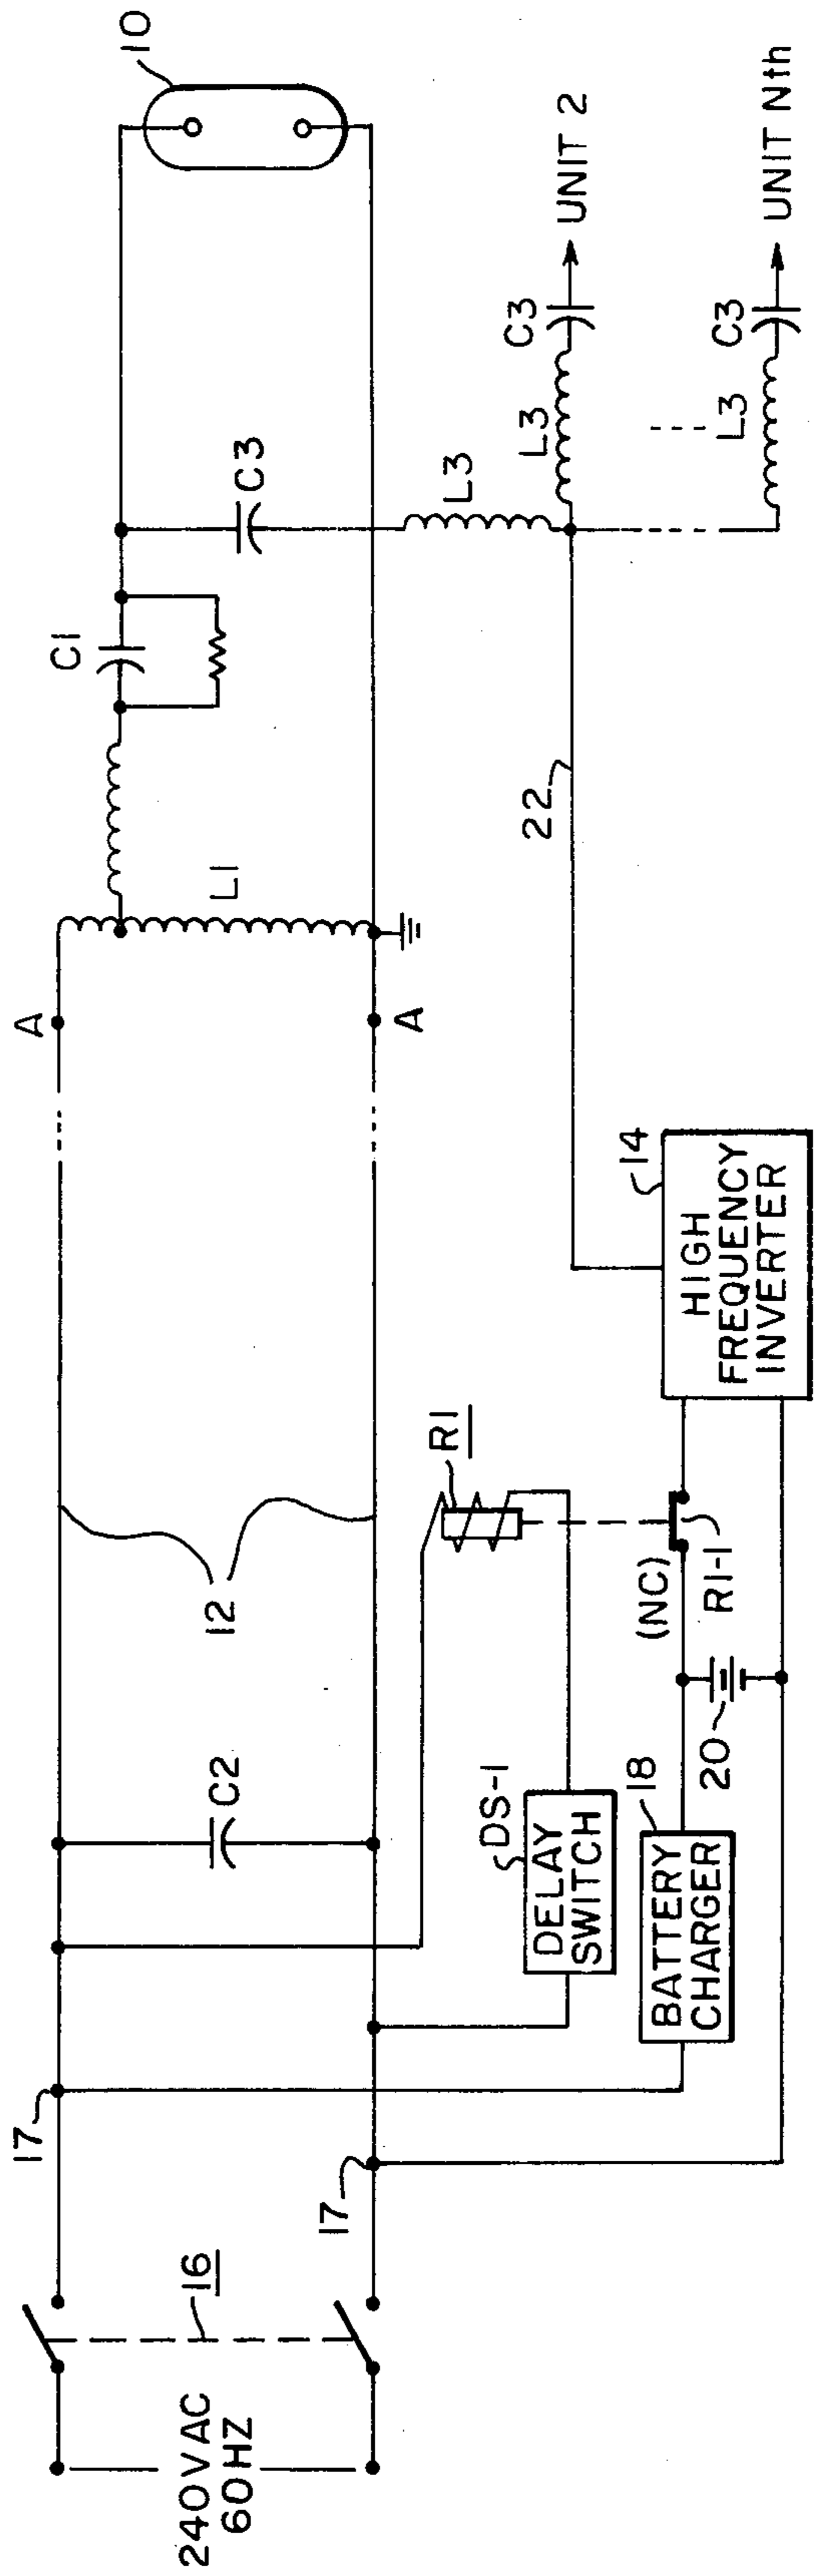 240VAC
60HZ
16
17
17
C2
12
A
A
L1
C1
C3
10
R1
DS-1
DELAY
SWITCH
18
BATTERY
CHARGER
20
(NC)
R1-1
14
HIGH
FREQUENCY
INVERTER
22
L3
L3
C3
UNIT 2
L3
C3
UNIT Nth